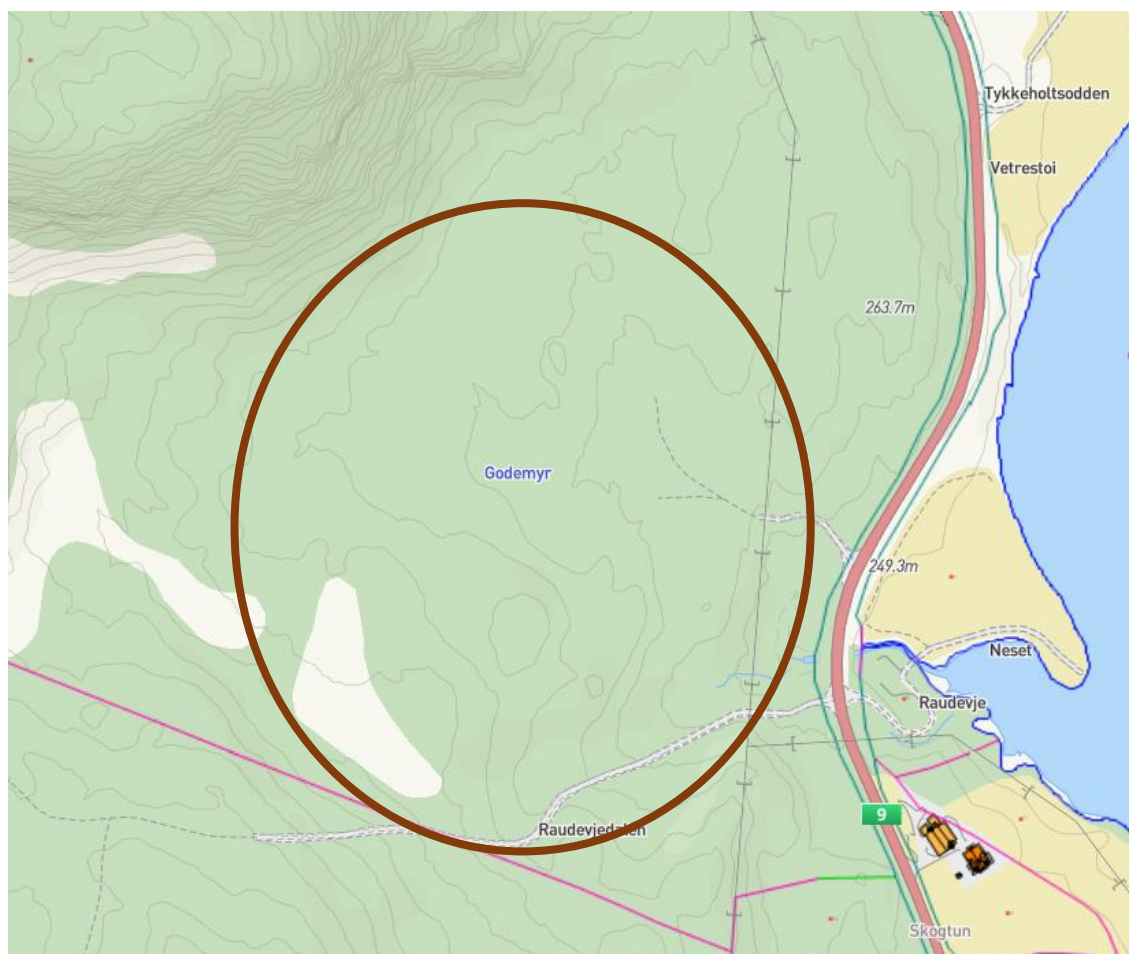 Tykkeholtsodden
Vetrestoi
263.7m
Godemyr
249.3m
Neset
Raudevje
9
Raudevjedalen
Skogtun